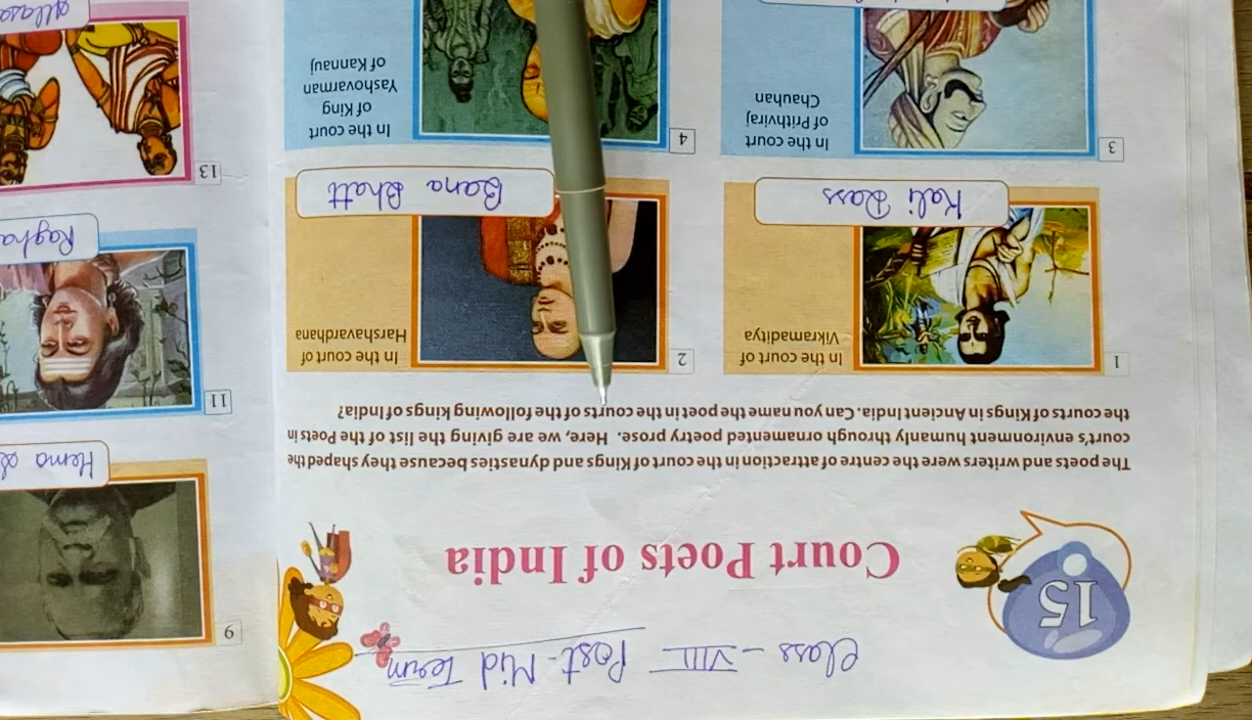 Class - VIII Post-Mid Term
15
Court Poets of India
The poets and writers were the centre of attraction in the court of Kings and dynasties because they shaped the
court's environment humanly through ornamented poetry prose. Here, we are giving the list of the Poets in
the courts of Kings in Ancient India. Can you name the poet in the courts of the following kings of India?
1
In the court of
Vikramaditya
Kali Dass
2
In the court of
Harshavardhana
Bana Bhatt
3
In the court
of Prithviraj
Chauhan
4
In the court
of King
Yashovarman
of Kannauj
9
Hema
11
13